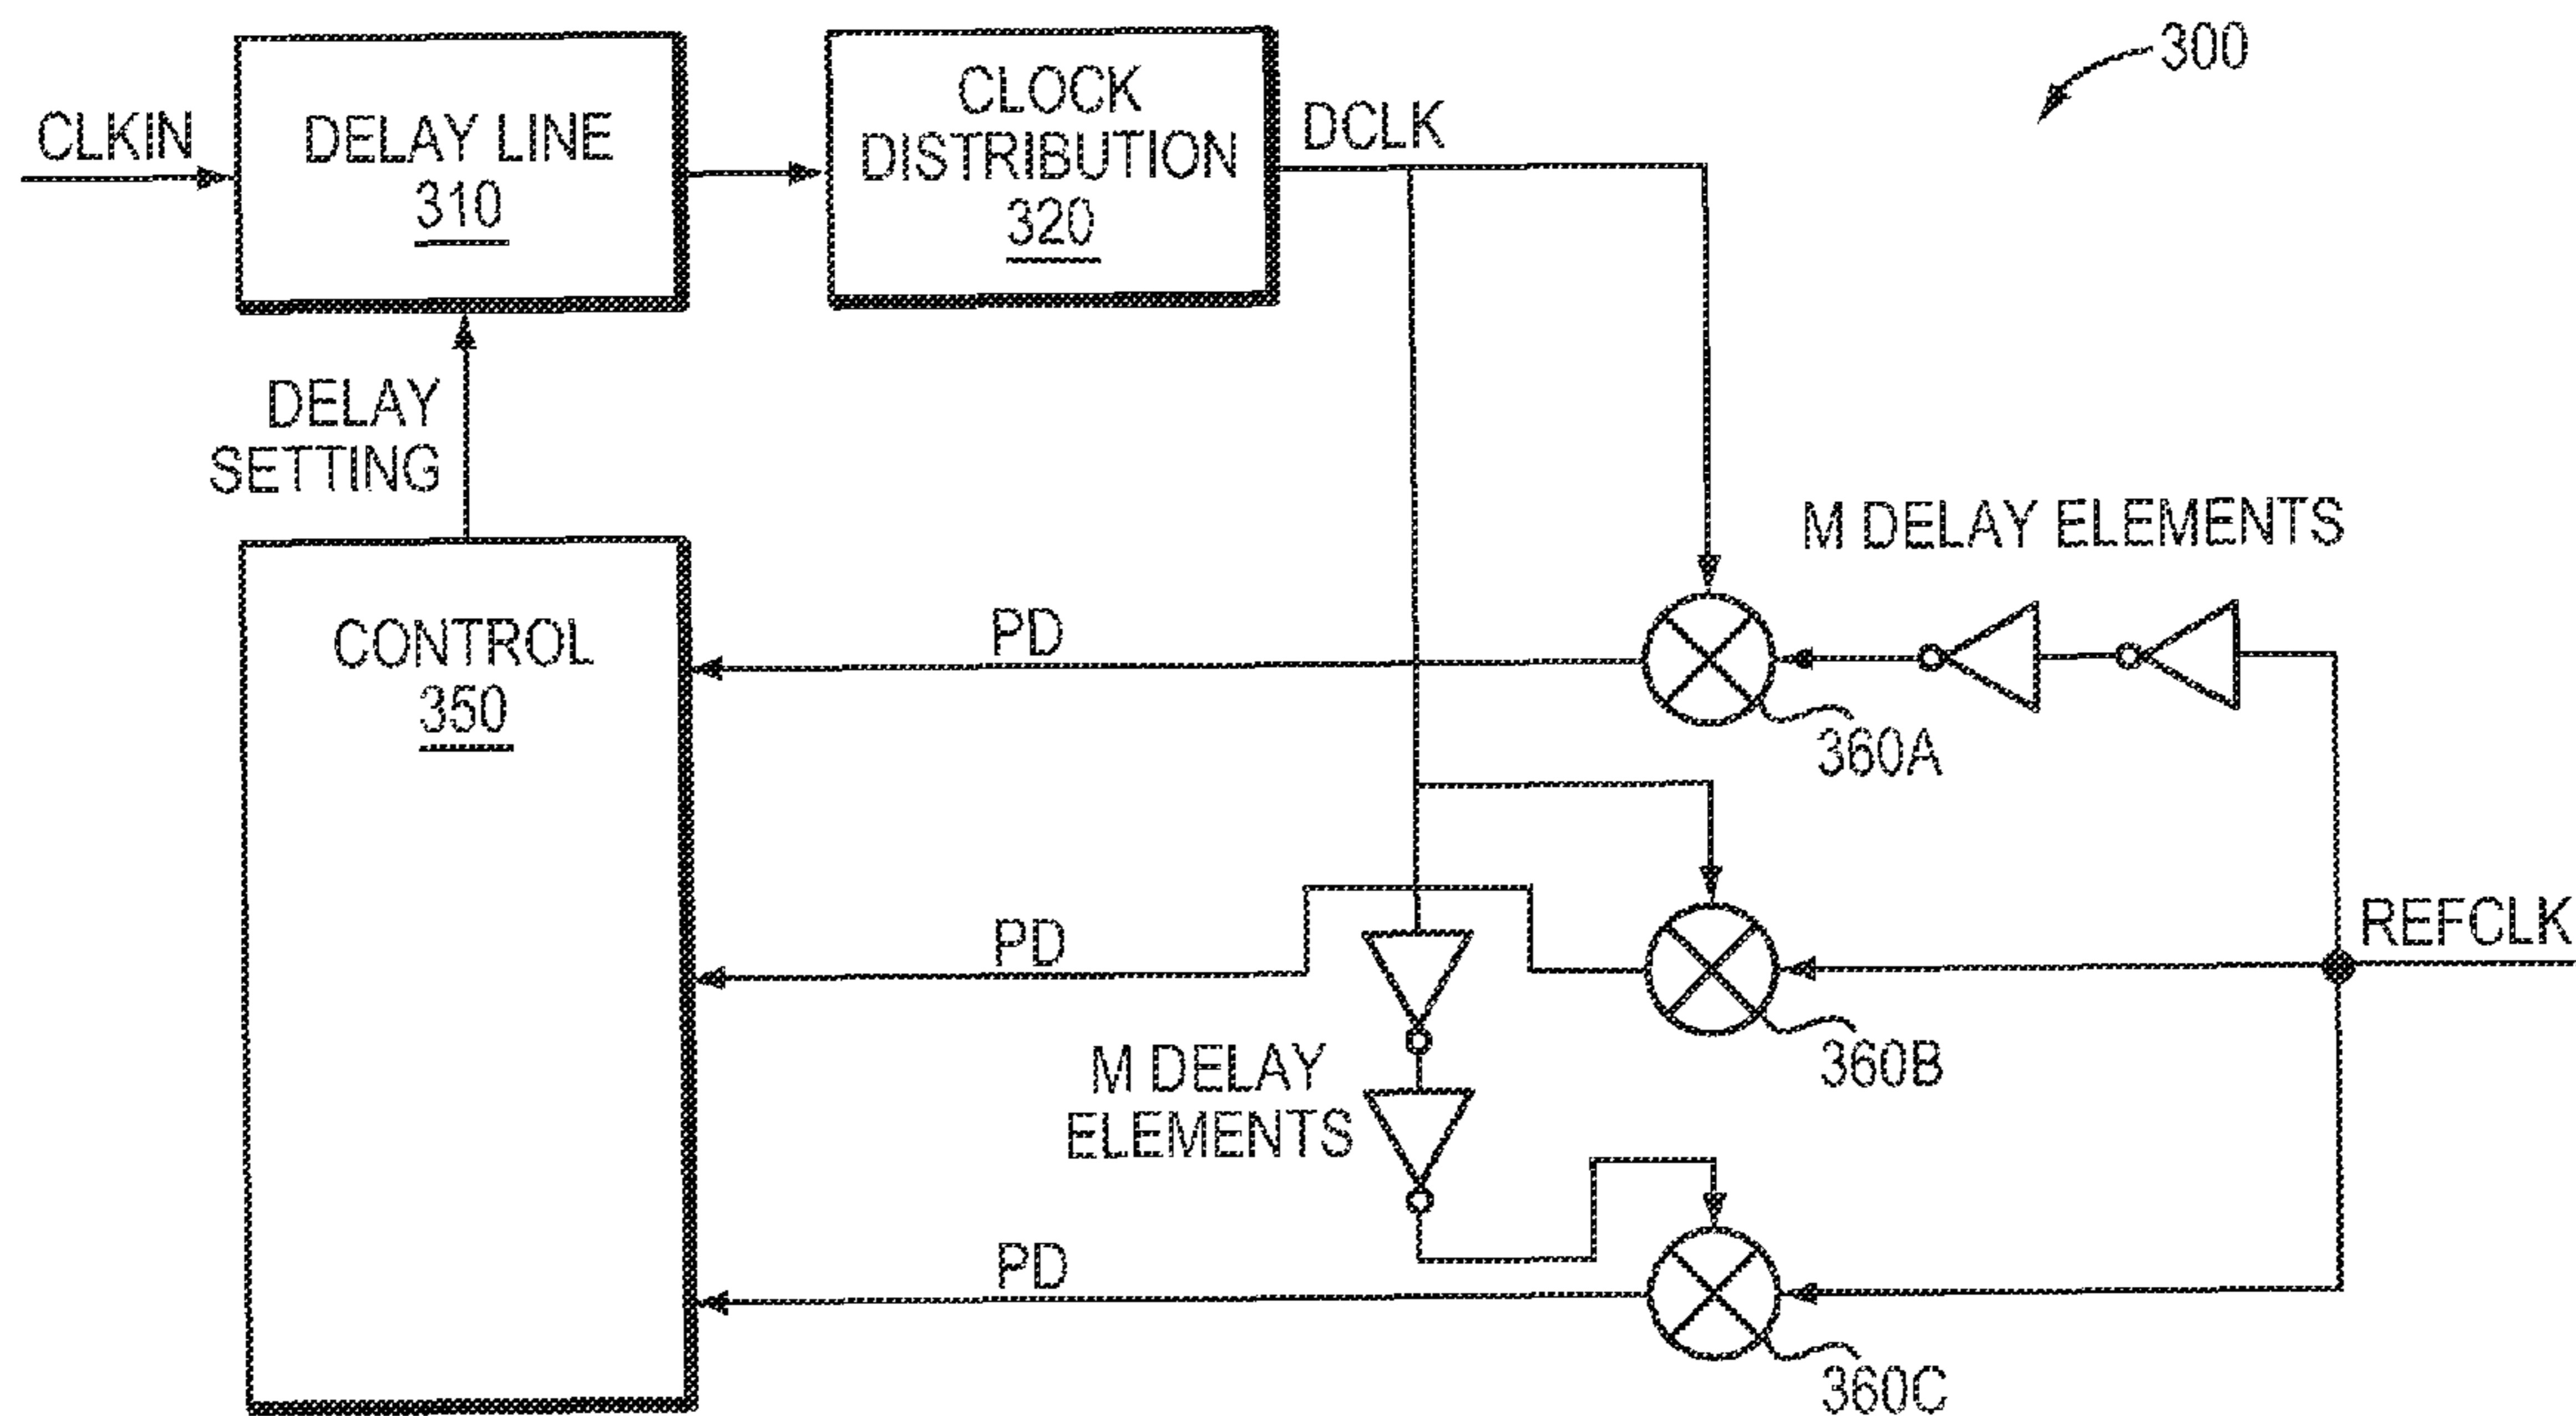 300
CLKIN
DELAY LINE
310
CLOCK
DISTRIBUTION
320
DCLK
DELAY
SETTING
M DELAY ELEMENTS
CONTROL
350
PD
360A
REFCLK
PD
360B
M DELAY
ELEMENTS
PD
360C